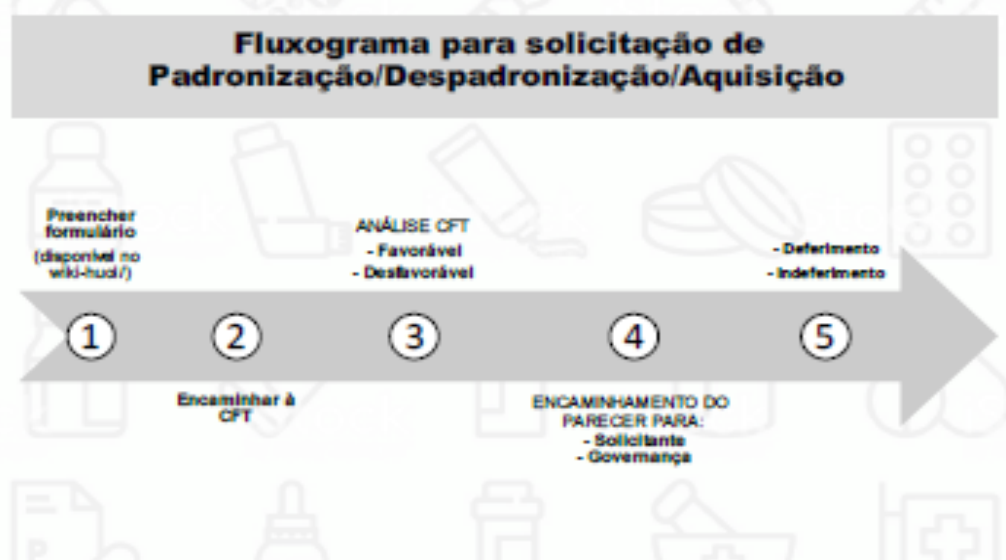 Fluxograma para solicitação de
Padronização/Despadronização/Aquisição
Preencher
formulário
(disponível no
wiki-huol/)
1
2
Encaminhar à
CFT
ANÁLISE CFT
- Favorável
- Desfavorável
3
4
ENCAMINHAMENTO DO
PARECER PARA:
- Solicitante
- Governança
- Deferimento
- Indeferimento
5